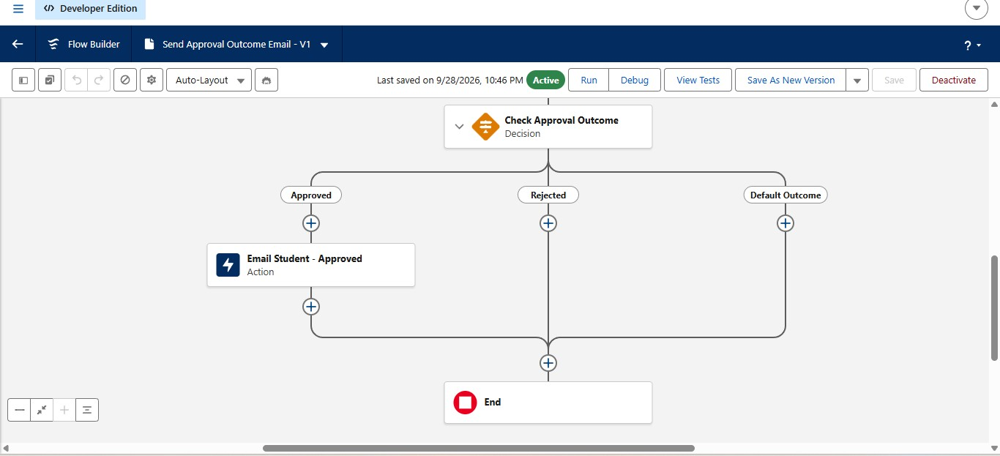 Developer Edition
Flow Builder
Send Approval Outcome Email - V1
?
Auto-Layout
Last saved on 9/28/2026, 10:46 PM
Active
Run
Debug
View Tests
Save As New Version
Save
Deactivate
Check Approval Outcome
Decision
Approved
Rejected
Default Outcome
Email Student - Approved
Action
End